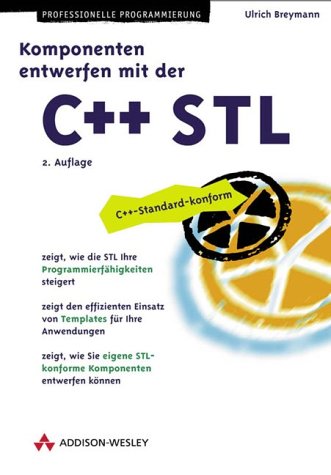 PROFESSIONELLE PROGRAMMIERUNG
Ulrich Breymann
Komponenten
entwerfen mit der
C++ STL
2. Auflage
C++-Standard-konform
zeigt, wie die STL Ihre
Programmierfähigkeiten
steigert
zeigt den effizienten Einsatz
von Templates für Ihre
Anwendungen
zeigt, wie Sie eigene STL-
konforme Komponenten
entwerfen können
ADDISON-WESLEY